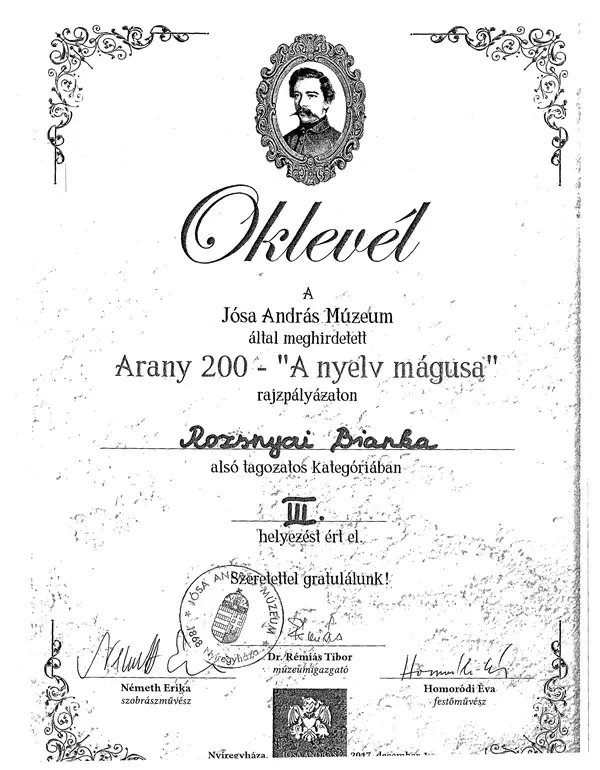 Oklevél
A
Jósa András Múzeum
által meghirdetett
Arany 200 - "A nyelv mágusa"
rajzpályázaton
Rozsnyai Bianka
alsó tagozatos kategóriában
III.
helyezést ért el.
Szeretettel gratulálunk!
JÓSA ANDRÁS MÚZEUM
1868 Nyíregyháza
Dr. Rémiás Tibor
múzeumigazgató
Németh Erika
szobrászművész
Homoródi Éva
festőművész
Nyíregyháza, 2017. december